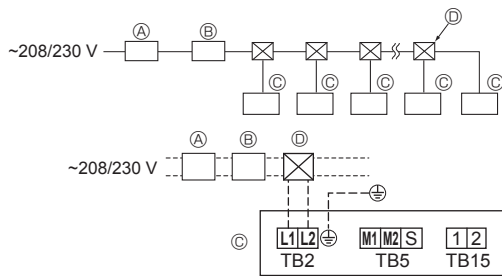 Ⓓ
Ⓐ Ⓑ
~208/230 V
Ⓒ Ⓒ Ⓒ Ⓒ Ⓒ
Ⓐ Ⓑ Ⓓ
~208/230 V
Ⓒ L1 L2 M1 M2 S 1 2
TB2 TB5 TB15